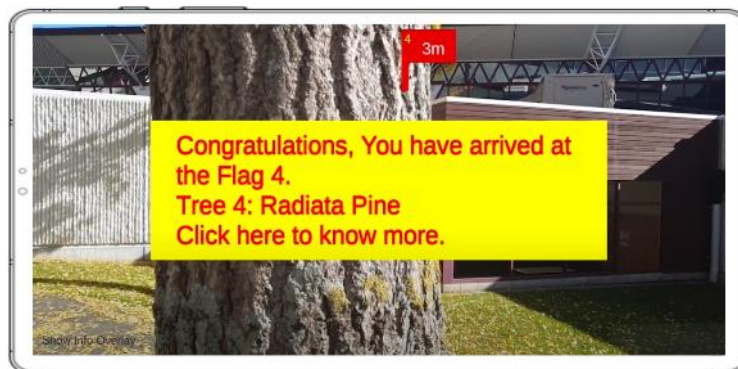 4
3m
Congratulations, You have arrived at
the Flag 4.
Tree 4: Radiata Pine
Click here to know more.
Show Info Overlay